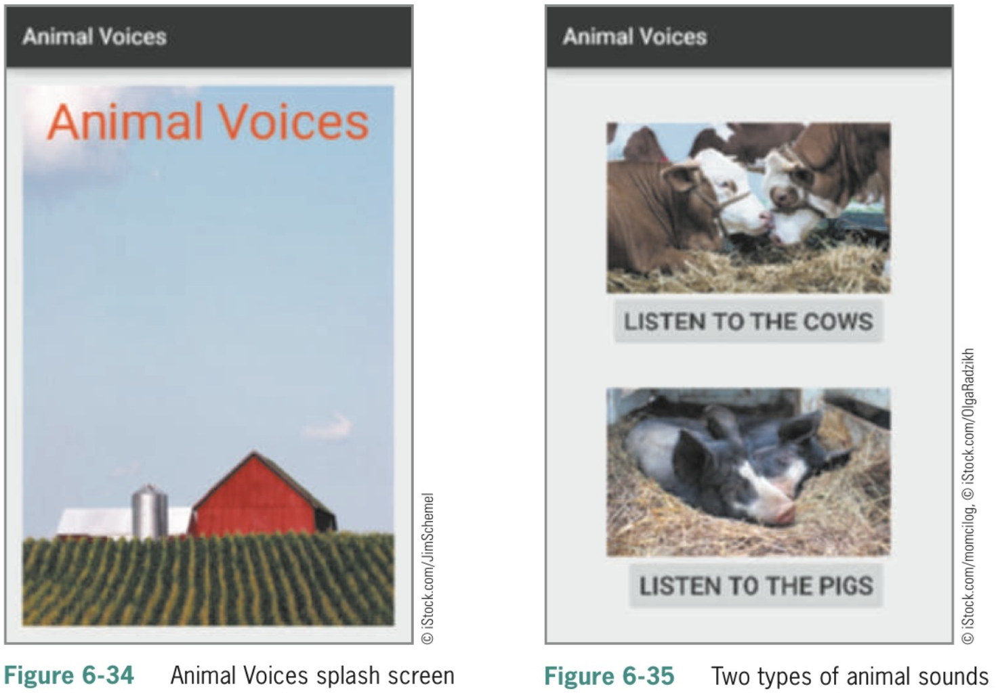 Animal Voices
Animal Voices
© iStock.com/JimSchemel
Figure 6-34 Animal Voices splash screen
Animal Voices
LISTEN TO THE COWS
LISTEN TO THE PIGS
© iStock.com/momcilog, © iStock.com/OlgaRadzikh
Figure 6-35 Two types of animal sounds